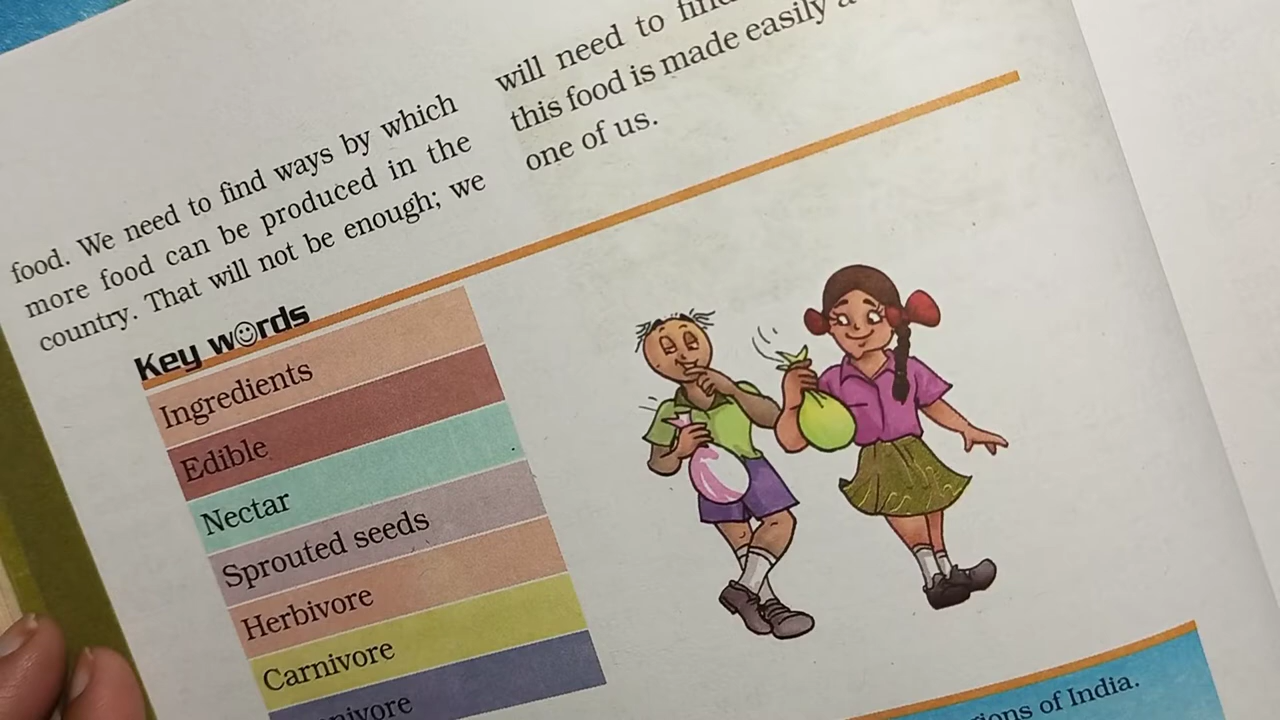 food. We need to find ways by which
more food can be produced in the
country. That will not be enough; we
will need to
this food is made easily
one of us.
Key words
Ingredients
Edible
Nectar
Sprouted seeds
Herbivore
Carnivore
of India.